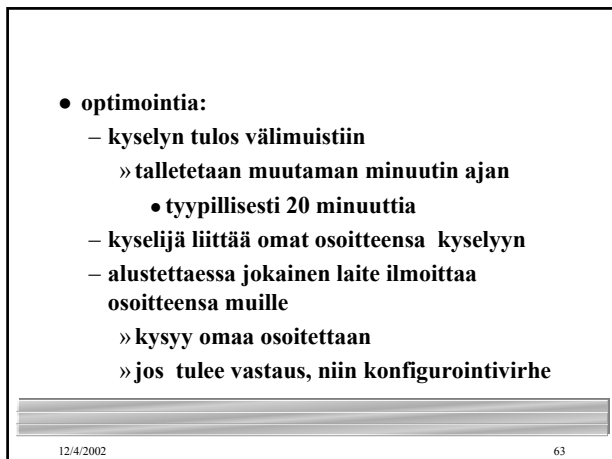 ● optimointia:
– kyselyn tulos välimuistiin
» talletetaan muutaman minuutin ajan
● tyypillisesti 20 minuuttia
– kyselijä liittää omat osoitteensa kyselyyn
– alustettaessa jokainen laite ilmoittaa
osoitteensa muille
» kysyy omaa osoitettaan
» jos tulee vastaus, niin konfigurointivirhe
12/4/2002 63